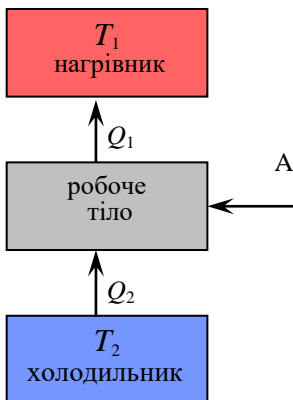 T₁
нагрівник
Q₁
A
робоче
тіло
Q₂
T₂
холодильник